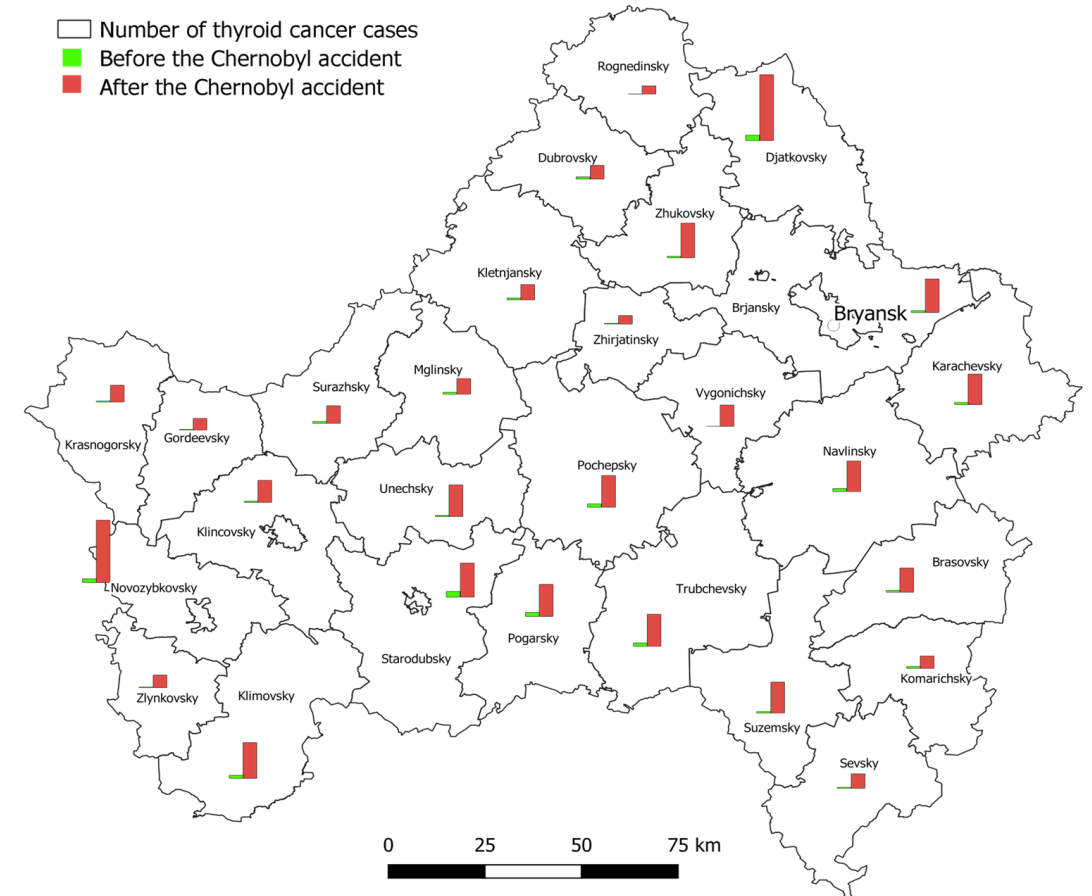 Number of thyroid cancer cases
Before the Chernobyl accident
After the Chernobyl accident
Rognedinsky
Dubrovsky
Djatkovsky
Zhukovsky
Kletnjansky
Brjansky
Bryansk
Zhirjatinsky
Mglinsky
Karachevsky
Surazhsky
Vygonichsky
Krasnogorsky
Gordeevsky
Navlinsky
Pochepsky
Unechsky
Klincovsky
Brasovsky
Novozybkovsky
Trubchevsky
Pogarsky
Starodubsky
Komarichsky
Zlynkovsky
Klimovsky
Suzemsky
Sevsky
0 25 50 75 km